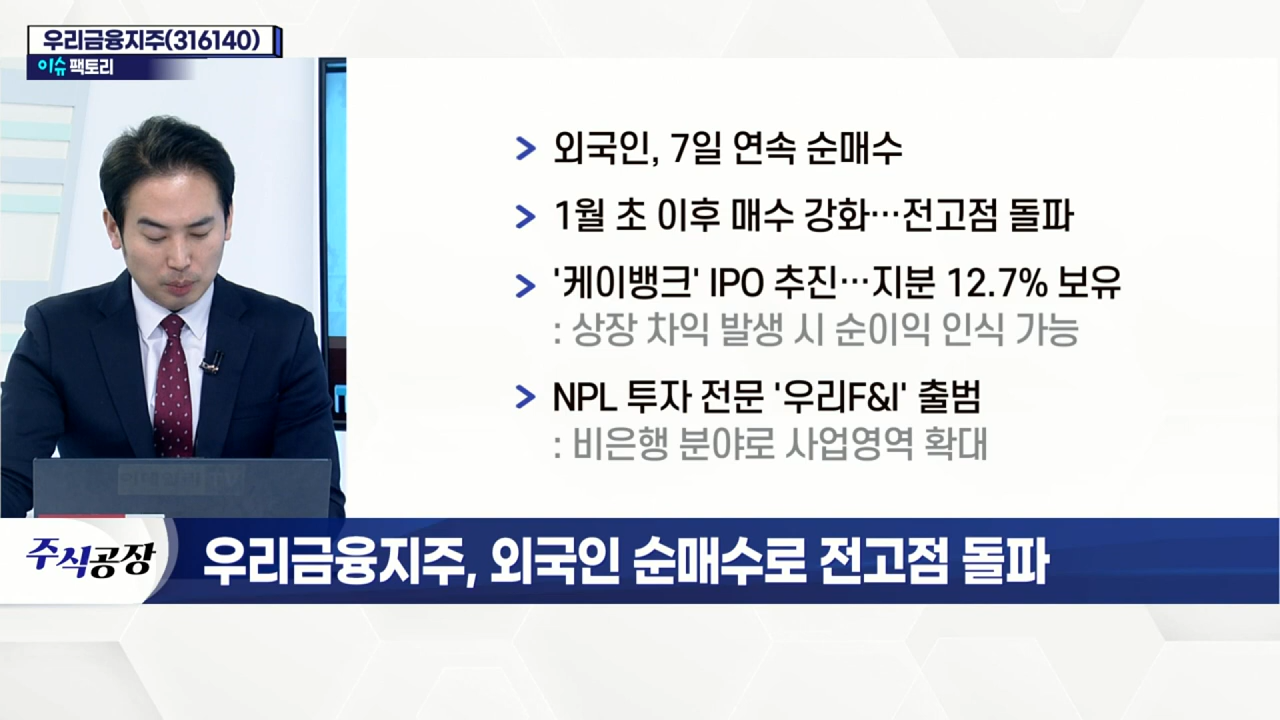 우리금융지주(316140)
이슈 팩토리
외국인, 7일 연속 순매수
1월 초 이후 매수 강화…전고점 돌파
'케이뱅크' IPO 추진…지분 12.7% 보유
: 상장 차익 발생 시 순이익 인식 가능
NPL 투자 전문 '우리F&I' 출범
: 비은행 분야로 사업영역 확대
주식공장
우리금융지주, 외국인 순매수로 전고점 돌파